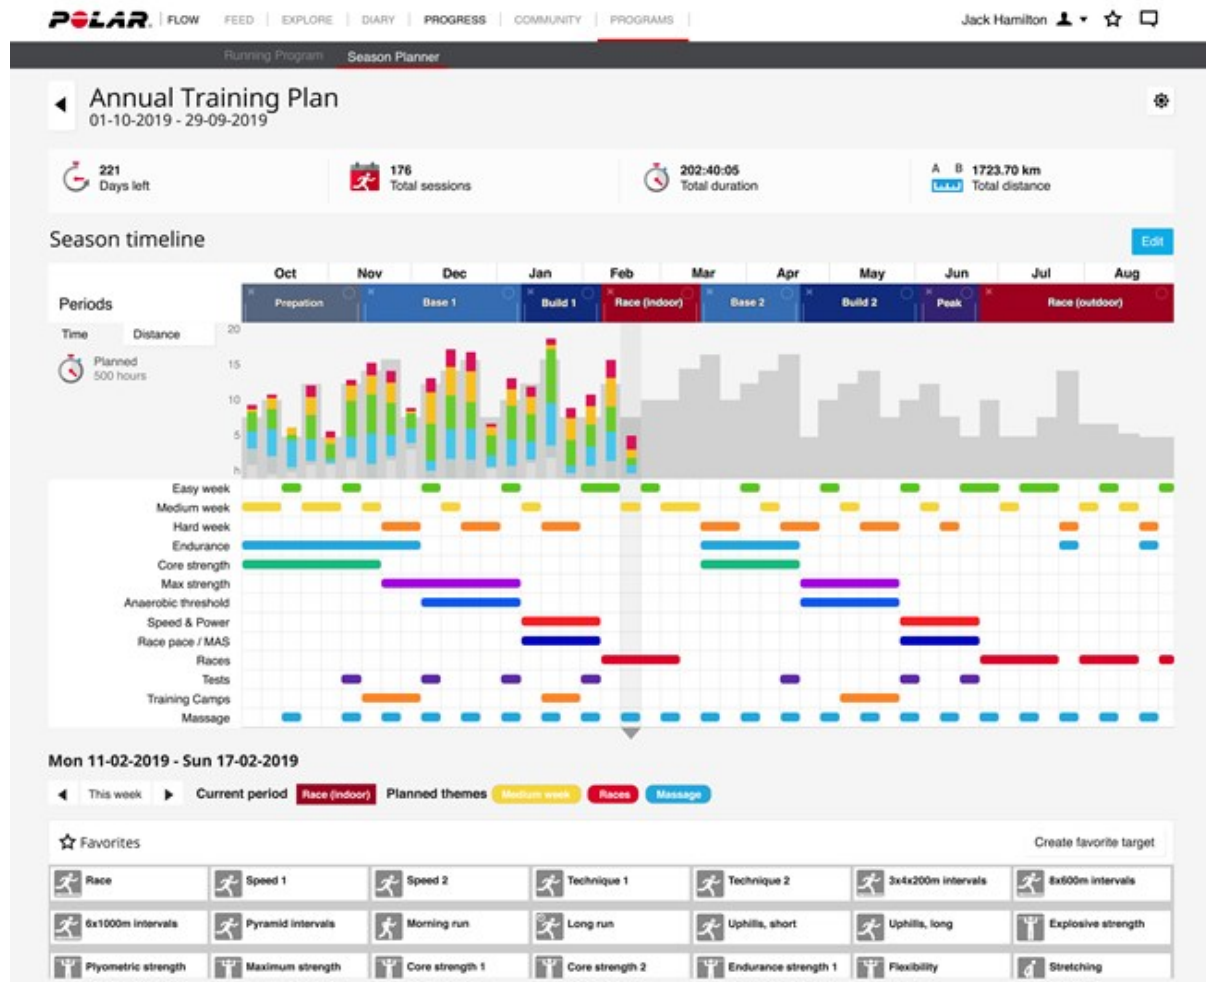 POLAR. FLOW FEED EXPLORE DIARY PROGRESS COMMUNITY PROGRAMS Jack Hamilton
Running Program Season Planner
Annual Training Plan
01-10-2019 - 29-09-2019
221
Days left
176
Total sessions
202:40:05
Total duration
A B 1723.70 km
Total distance
Season timeline
Edit
Oct Nov Dec Jan Feb Mar Apr May Jun Jul Aug
Periods
Prepation Base 1 Build 1 Race (indoor) Base 2 Build 2 Peak Race (outdoor)
Time Distance
Planned
500 hours
20
15
10
5
h
Easy week
Medium week
Hard week
Endurance
Core strength
Max strength
Anaerobic threshold
Speed & Power
Race pace / MAS
Races
Tests
Training Camps
Massage
Mon 11-02-2019 - Sun 17-02-2019
This week Current period Race (indoor) Planned themes Medium week Races Massage
Favorites Create favorite target
Race Speed 1 Speed 2 Technique 1 Technique 2 3x4x200m intervals 8x600m intervals
6x1000m intervals Pyramid intervals Morning run Long run Uphills, short Uphills, long Explosive strength
Plyometric strength Maximum strength Core strength 1 Core strength 2 Endurance strength 1 Flexibility Stretching